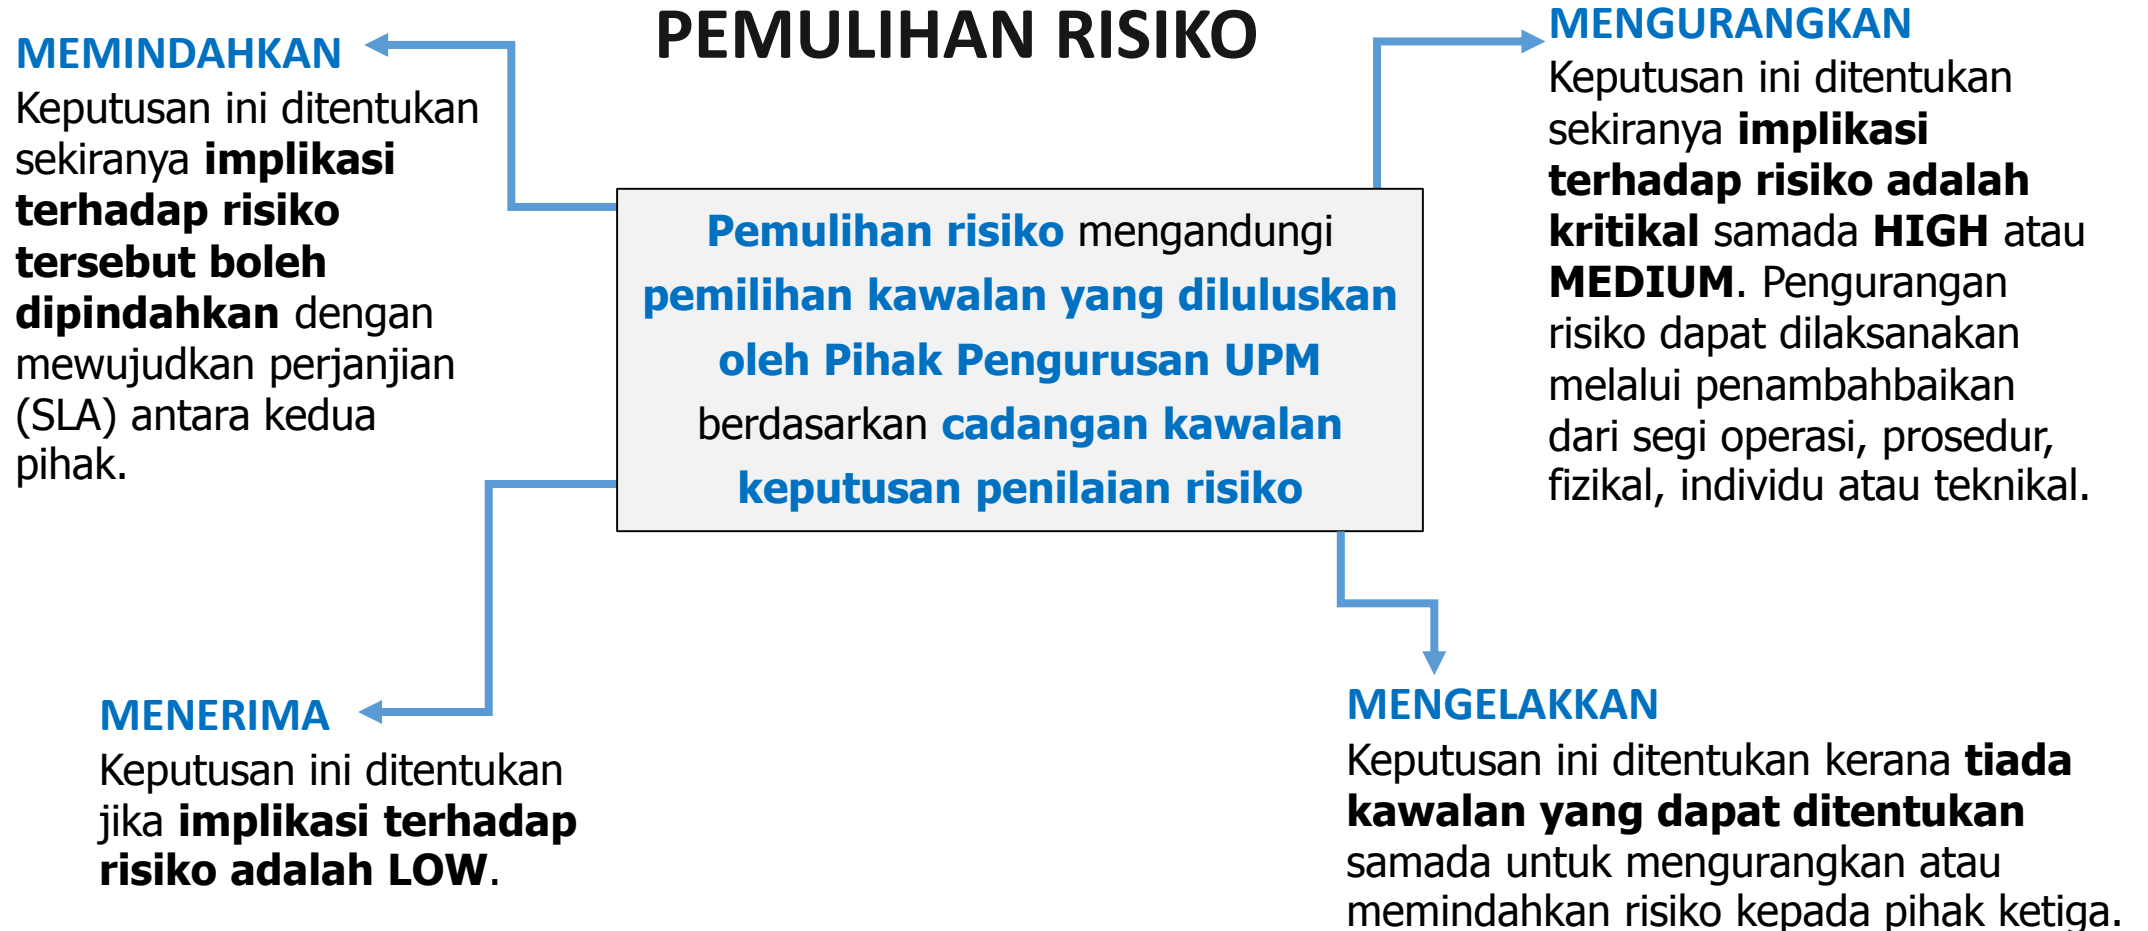 PEMULIHAN RISIKO
MEMINDAHKAN
Keputusan ini ditentukan
sekiranya implikasi
terhadap risiko
tersebut boleh
dipindahkan dengan
mewujudkan perjanjian
(SLA) antara kedua
pihak.
MENGURANGKAN
Keputusan ini ditentukan
sekiranya implikasi
terhadap risiko adalah
kritikal samada HIGH atau
MEDIUM. Pengurangan
risiko dapat dilaksanakan
melalui penambahbaikan
dari segi operasi, prosedur,
fizikal, individu atau teknikal.
Pemulihan risiko mengandungi
pemilihan kawalan yang diluluskan
oleh Pihak Pengurusan UPM
berdasarkan cadangan kawalan
keputusan penilaian risiko
MENERIMA
Keputusan ini ditentukan
jika implikasi terhadap
risiko adalah LOW.
MENGELAKKAN
Keputusan ini ditentukan kerana tiada
kawalan yang dapat ditentukan
samada untuk mengurangkan atau
memindahkan risiko kepada pihak ketiga.